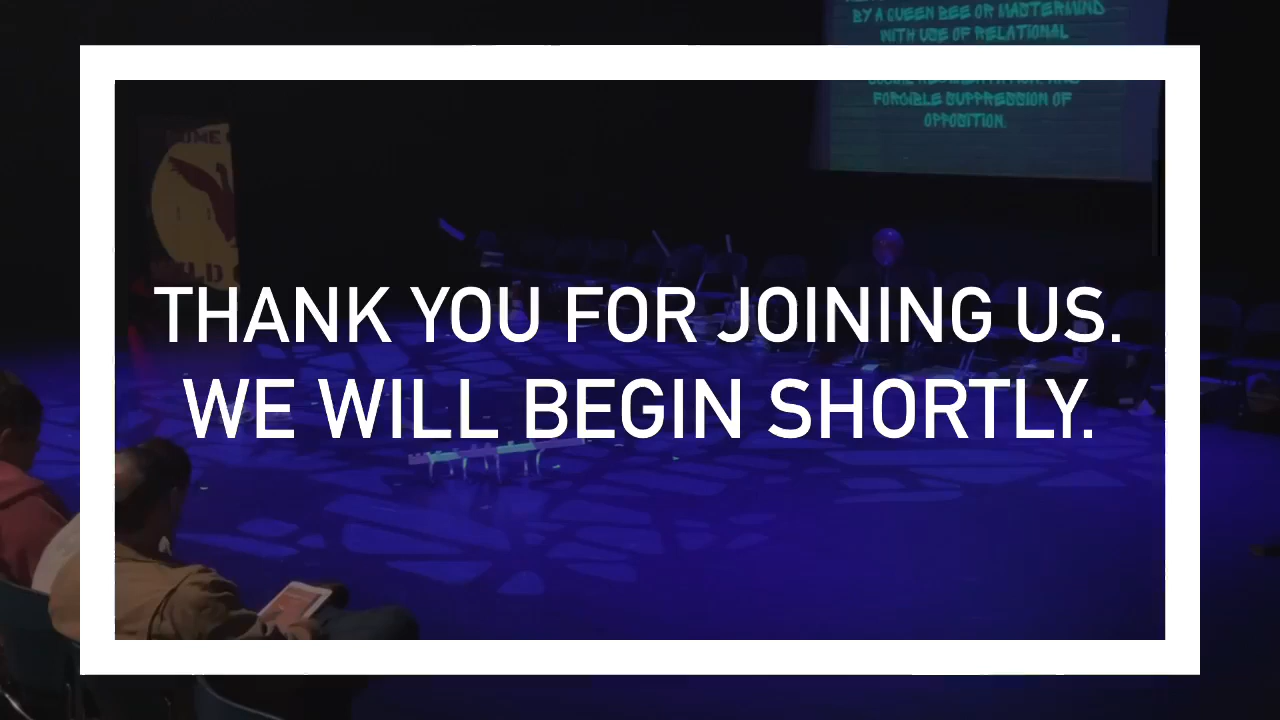 BY A QUEEN BEE OR MASTERMIND
WITH USE OF RELATIONAL
FORCIBLE SUPPRESSION OF
OPPOSITION.
THANK YOU FOR JOINING US.
WE WILL BEGIN SHORTLY.